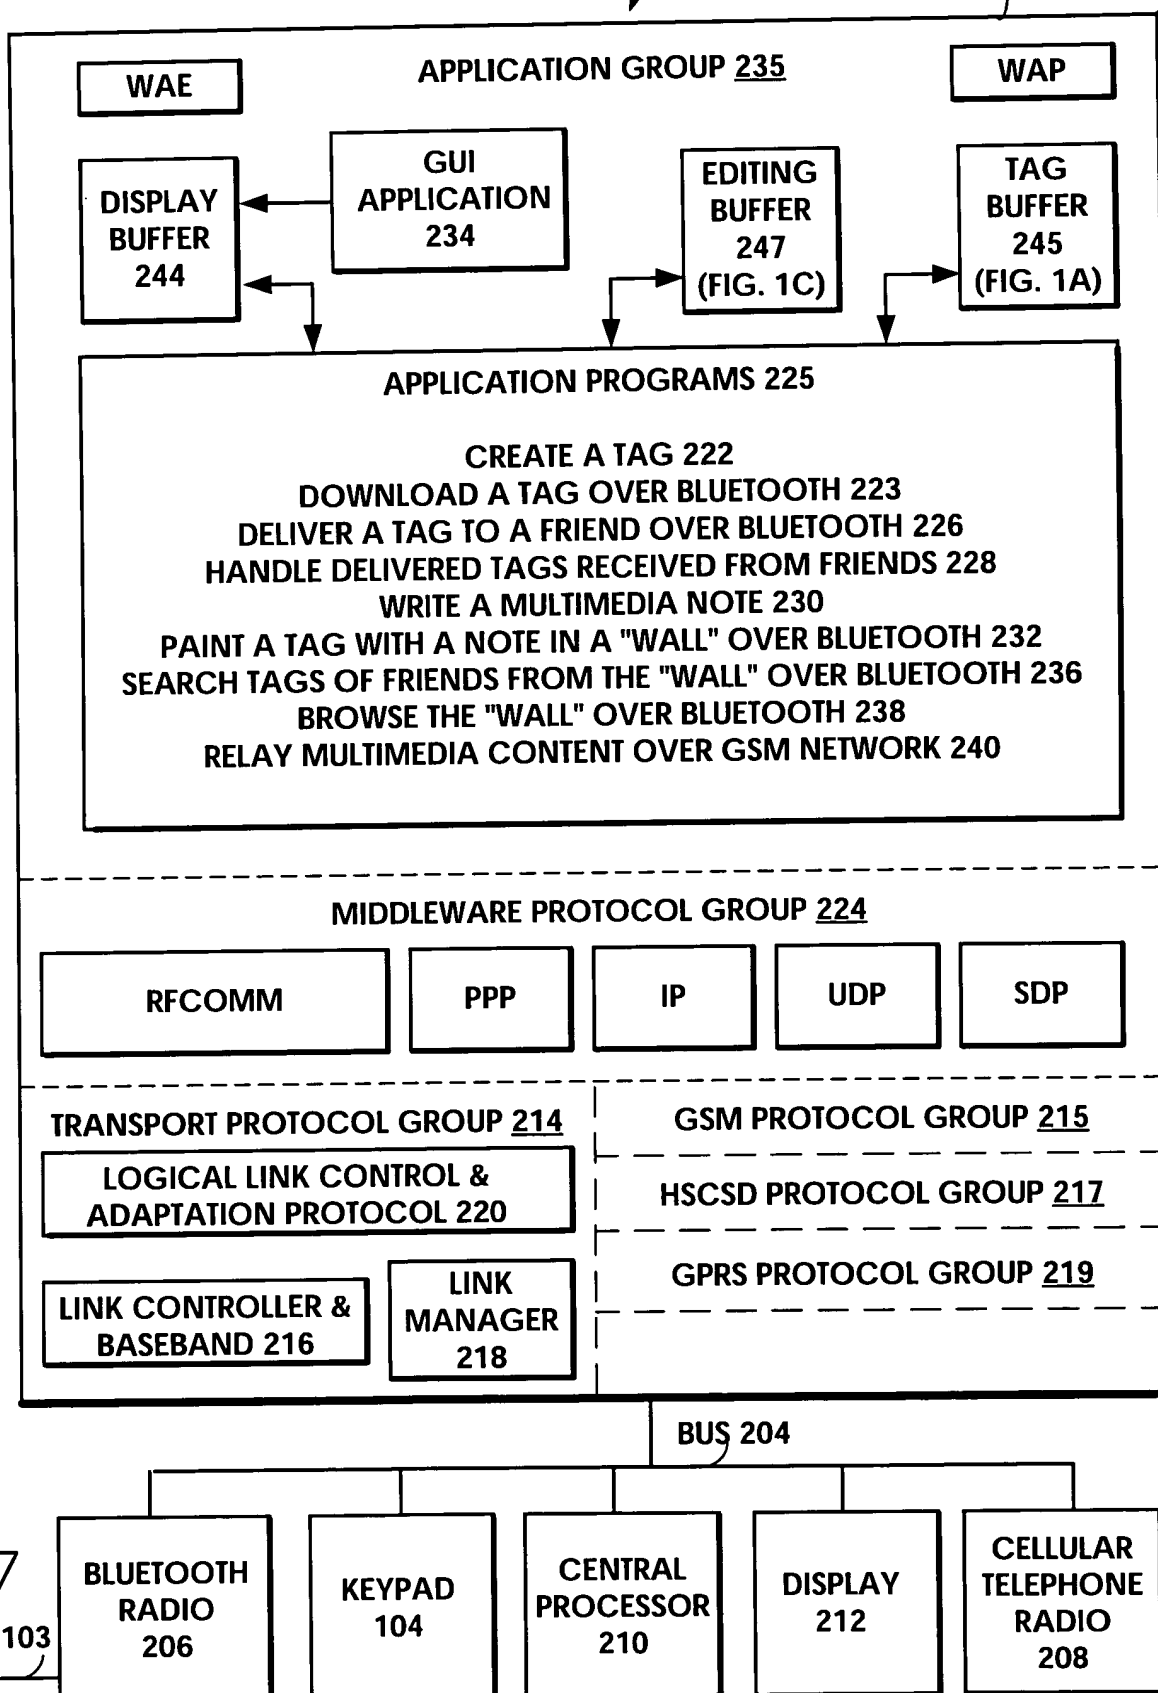 APPLICATION GROUP 235
WAE
WAP
DISPLAY
BUFFER
244
GUI
APPLICATION
234
EDITING
BUFFER
247
(FIG. 1C)
TAG
BUFFER
245
(FIG. 1A)
APPLICATION PROGRAMS 225
CREATE A TAG 222
DOWNLOAD A TAG OVER BLUETOOTH 223
DELIVER A TAG TO A FRIEND OVER BLUETOOTH 226
HANDLE DELIVERED TAGS RECEIVED FROM FRIENDS 228
WRITE A MULTIMEDIA NOTE 230
PAINT A TAG WITH A NOTE IN A "WALL" OVER BLUETOOTH 232
SEARCH TAGS OF FRIENDS FROM THE "WALL" OVER BLUETOOTH 236
BROWSE THE "WALL" OVER BLUETOOTH 238
RELAY MULTIMEDIA CONTENT OVER GSM NETWORK 240
MIDDLEWARE PROTOCOL GROUP 224
RFCOMM
PPP
IP
UDP
SDP
TRANSPORT PROTOCOL GROUP 214
LOGICAL LINK CONTROL &
ADAPTATION PROTOCOL 220
LINK CONTROLLER &
BASEBAND 216
LINK
MANAGER
218
GSM PROTOCOL GROUP 215
HSCSD PROTOCOL GROUP 217
GPRS PROTOCOL GROUP 219
BUS 204
103
BLUETOOTH
RADIO
206
KEYPAD
104
CENTRAL
PROCESSOR
210
DISPLAY
212
CELLULAR
TELEPHONE
RADIO
208